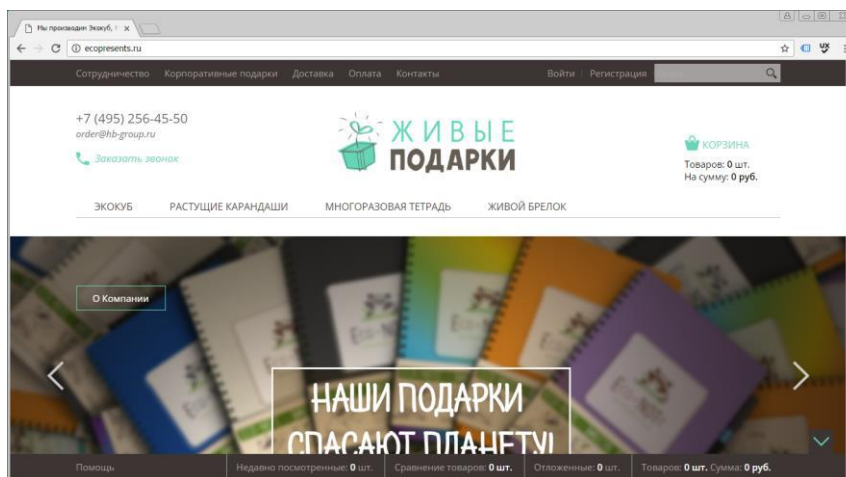 Мы производим Экокуб,
ecopresents.ru
Сотрудничество Корпоративные подарки Доставка Оплата Контакты Войти Регистрация
+7 (495) 256-45-50
order@hb-group.ru
Заказать звонок
ЖИВЫЕ
ПОДАРКИ
КОРЗИНА
Товаров: 0 шт.
На сумму: 0 руб.
ЭКОКУБ РАСТУЩИЕ КАРАНДАШИ МНОГОРАЗОВАЯ ТЕТРАДЬ ЖИВОЙ БРЕЛОК
О Компании
НАШИ ПОДАРКИ
СПАСАЮТ ПЛАНЕТУ!
Помощь Недавно посмотренные: 0 шт. Сравнение товаров: 0 шт. Отложенные: 0 шт. Товаров: 0 шт. Сумма: 0 руб.